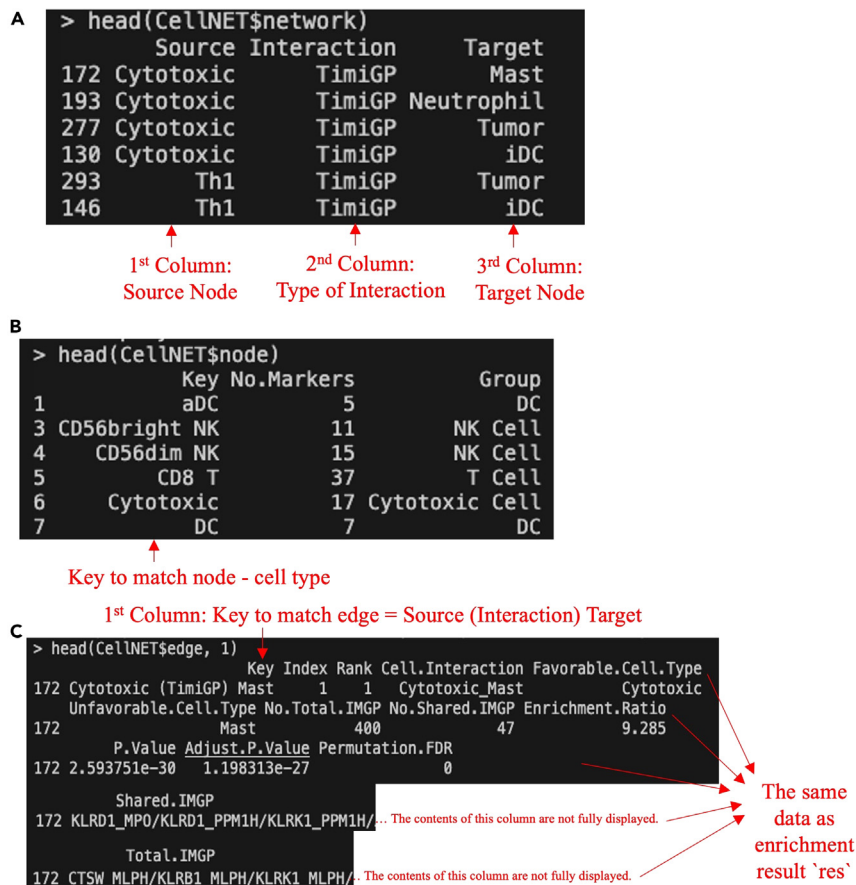 A
> head(CellNET$network)
Source Interaction Target
172 Cytotoxic TimiGP Mast
193 Cytotoxic TimiGP Neutrophil
277 Cytotoxic TimiGP Tumor
130 Cytotoxic TimiGP iDC
293 Th1 TimiGP Tumor
146 Th1 TimiGP iDC
1st Column: 2nd Column: 3rd Column:
Source Node Type of Interaction Target Node
B
> head(CellNET$node)
Key No.Markers Group
1 aDC 5 DC
3 CD56bright NK 11 NK Cell
4 CD56dim NK 15 NK Cell
5 CD8 T 37 T Cell
6 Cytotoxic 17 Cytotoxic Cell
7 DC 7 DC
Key to match node - cell type
1st Column: Key to match edge = Source (Interaction) Target
C
> head(CellNET$edge, 1)
Key Index Rank Cell.Interaction Favorable.Cell.Type
172 Cytotoxic (TimiGP) Mast 1 1 Cytotoxic_Mast Cytotoxic
Unfavorable.Cell.Type No.Total.IMGP No.Shared.IMGP Enrichment.Ratio
172 Mast 400 47 9.285
P.Value Adjust.P.Value Permutation.FDR
172 2.593751e-30 1.198313e-27 0
Shared.IMGP
172 KLRD1_MPO/KLRD1_PPM1H/KLRK1_PPM1H/... The contents of this column are not fully displayed.
Total.IMGP
172 CTSW_MLPH/KLRB1_MLPH/KLRK1_MLPH/... The contents of this column are not fully displayed.
The same
data as
enrichment
result `res`